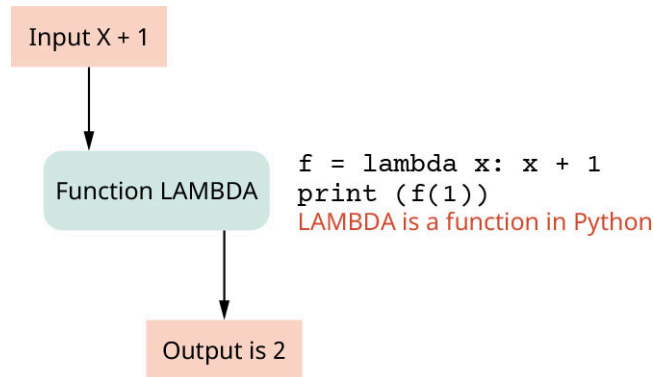 Input X + 1
Function LAMBDA
f = lambda x: x + 1
print (f(1))
LAMBDA is a function in Python
Output is 2